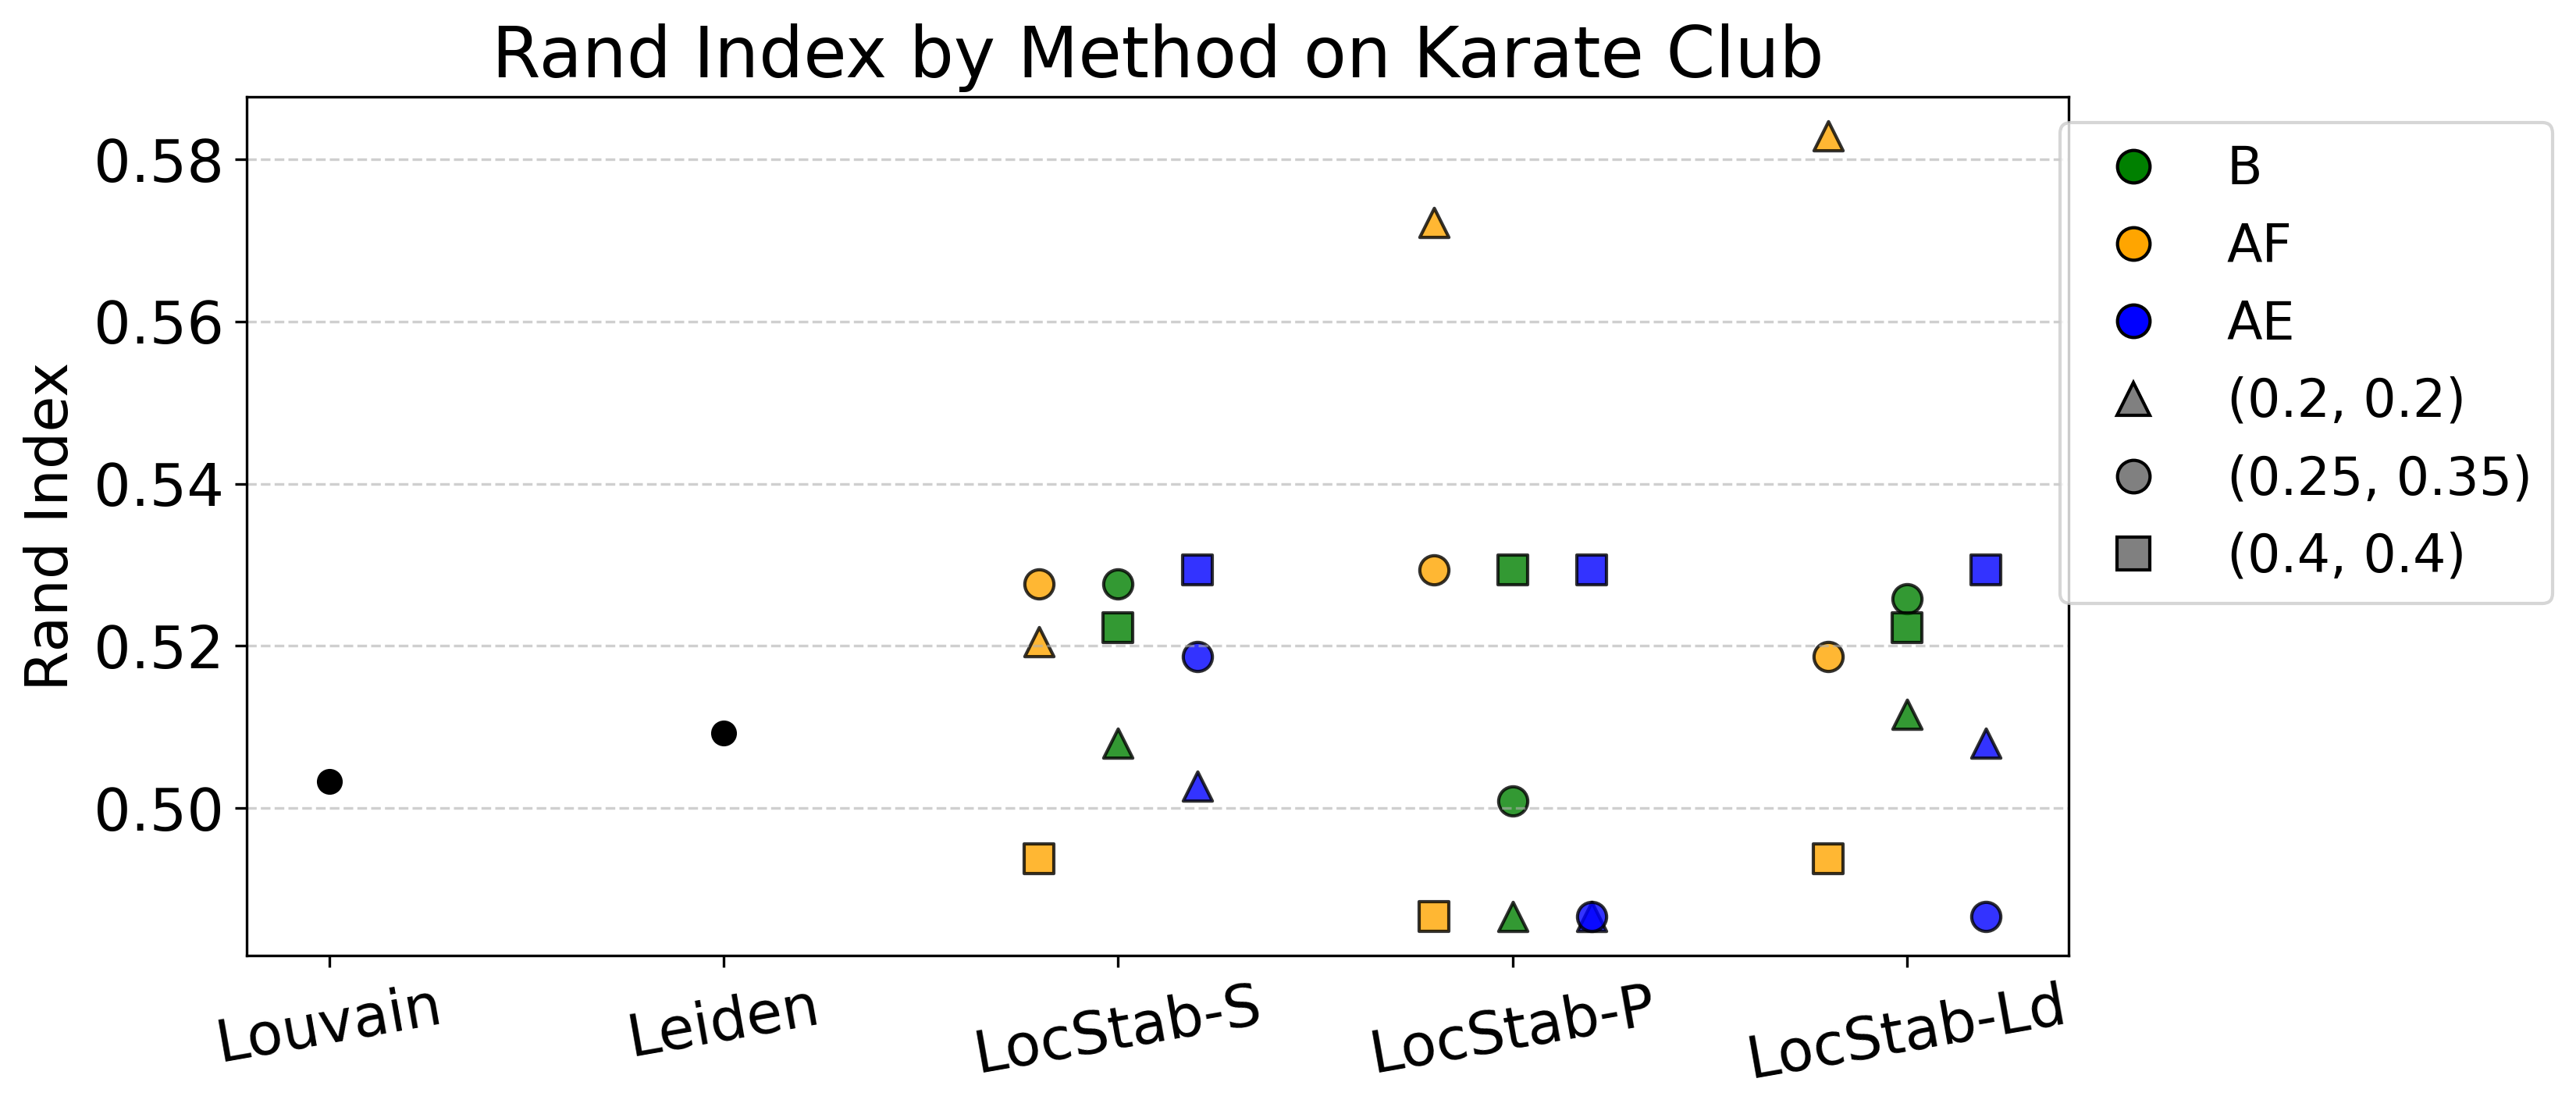 Rand Index by Method on Karate Club
Rand Index
0.58
0.56
0.54
0.52
0.50
Louvain
Leiden
LocStab-S
LocStab-P
LocStab-Ld
B
AF
AE
(0.2, 0.2)
(0.25, 0.35)
(0.4, 0.4)